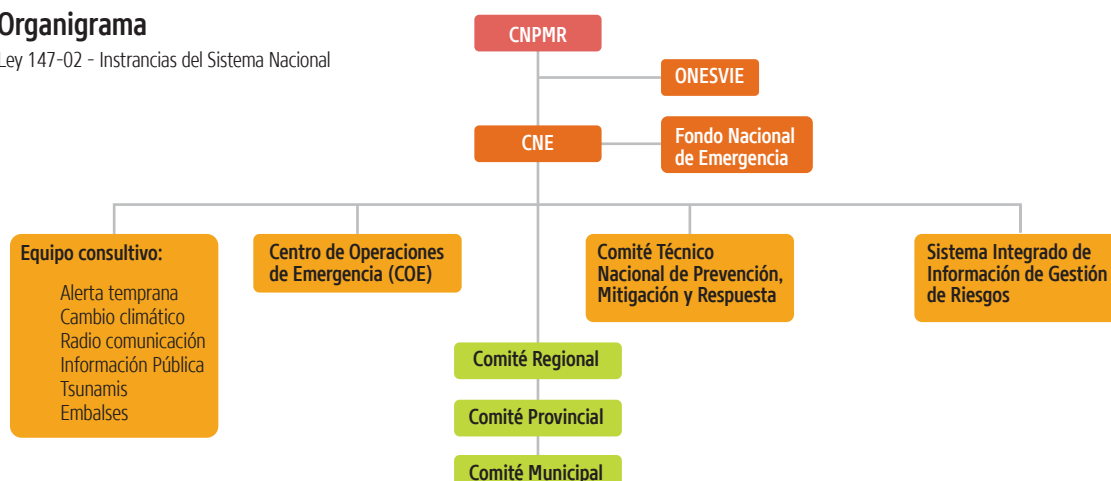 Organigrama
Ley 147-02 - Instrancias del Sistema Nacional
CNPMR
ONESVIE
CNE
Fondo Nacional
de Emergencia
Equipo consultivo:
Alerta temprana
Cambio climático
Radio comunicación
Información Pública
Tsunamis
Embalses
Centro de Operaciones
de Emergencia (COE)
Comité Técnico
Nacional de Prevención,
Mitigación y Respuesta
Sistema Integrado de
Información de Gestión
de Riesgos
Comité Regional
Comité Provincial
Comité Municipal